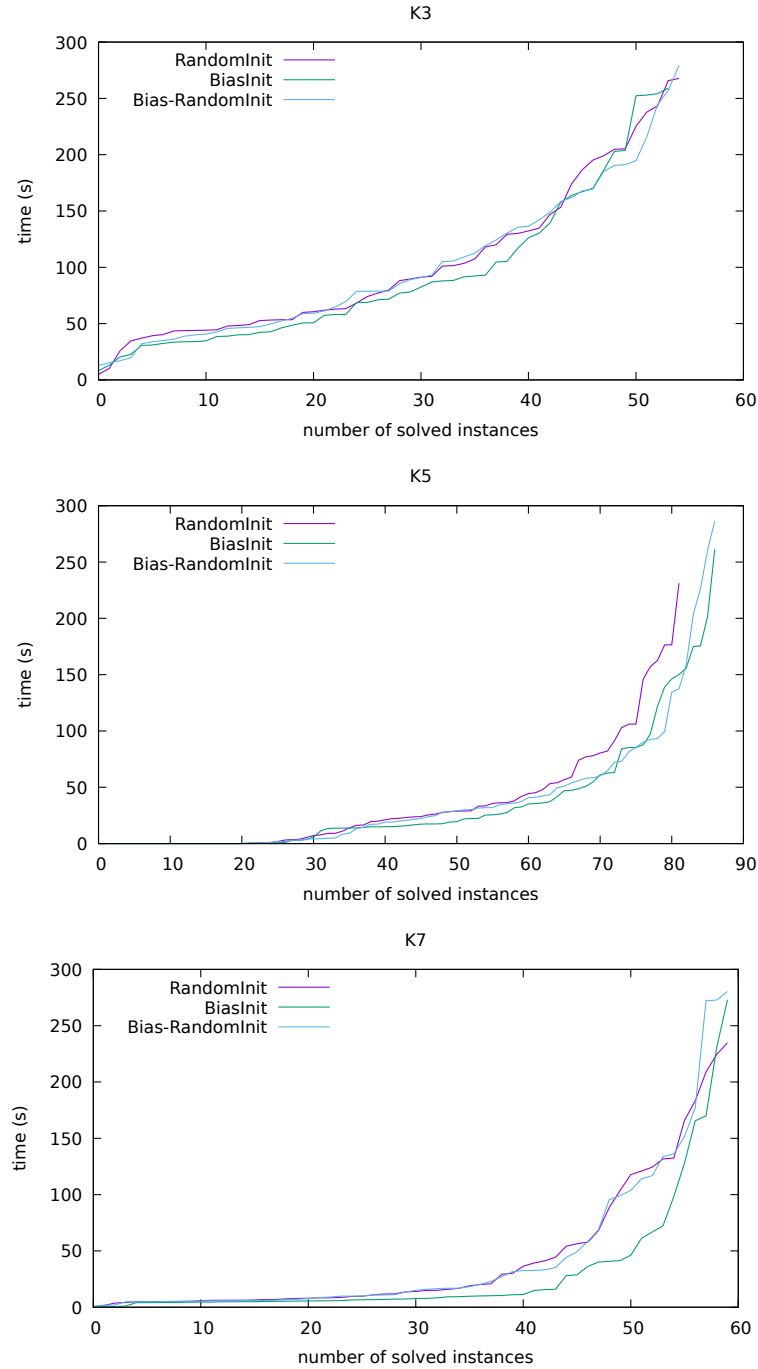 K3
300
250
200
150
100
50
0
RandomInit
BiasInit
Bias-RandomInit
time (s)
0 10 20 30 40 50 60
number of solved instances
K5
300
250
200
150
100
50
0
RandomInit
BiasInit
Bias-RandomInit
time (s)
0 10 20 30 40 50 60 70 80 90
number of solved instances
K7
300
250
200
150
100
50
0
RandomInit
BiasInit
Bias-RandomInit
time (s)
0 10 20 30 40 50 60
number of solved instances